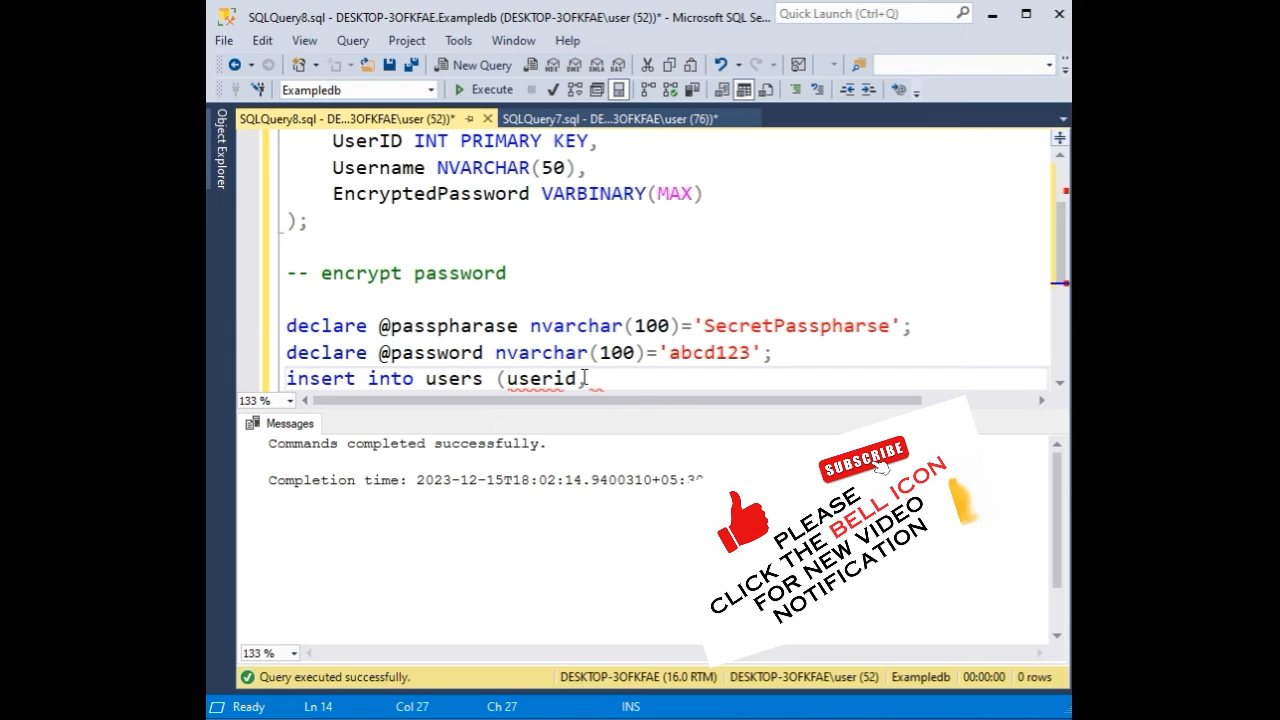 SQLQuery8.sql - DESKTOP-3OFKFAE.Exampledb (DESKTOP-3OFKFAE\user (52))* - Microsoft SQL Se...
Quick Launch (Ctrl+Q)
File Edit View Query Project Tools Window Help
New Query
MDX DMX XMLA DAX
Exampledb
Execute
SQLQuery8.sql - DE...3OFKFAE\user (52))*
SQLQuery7.sql - DE...3OFKFAE\user (76))*
Object Explorer
UserID INT PRIMARY KEY,
Username NVARCHAR(50),
EncryptedPassword VARBINARY(MAX)
);
-- encrypt password
declare @passpharase nvarchar(100)='SecretPasspharse';
declare @password nvarchar(100)='abcd123';
insert into users (userid,
133 %
Messages
Commands completed successfully.
Completion time: 2023-12-15T18:02:14.9400310+05:30
SUBSCRIBE
PLEASE
CLICK THE BELL ICON
FOR NEW VIDEO
NOTIFICATION
133 %
Query executed successfully.
DESKTOP-3OFKFAE (16.0 RTM)
DESKTOP-3OFKFAE\user (52)
Exampledb
00:00:00
0 rows
Ready
Ln 14
Col 27
Ch 27
INS